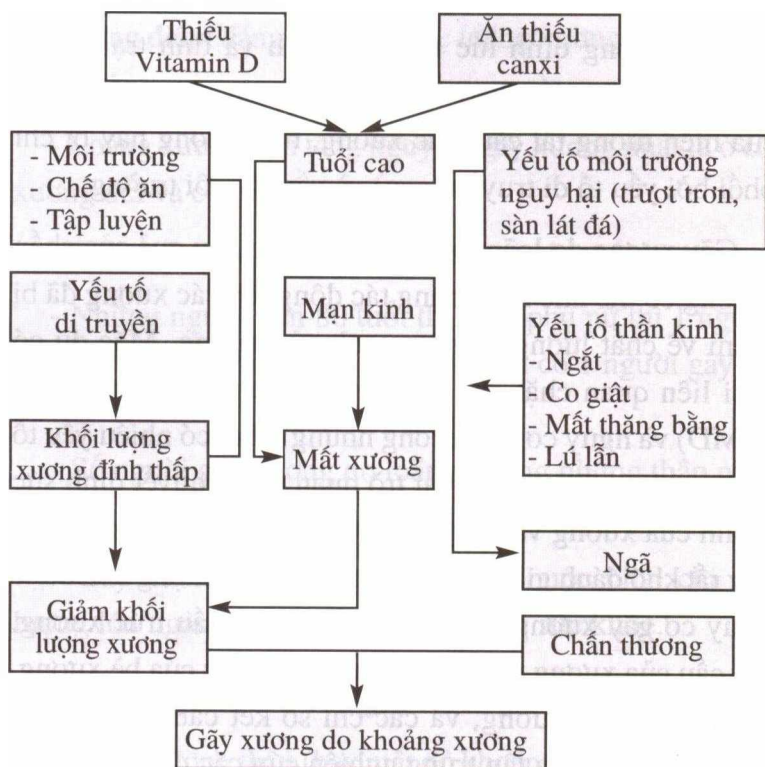 Thiếu
Vitamin D
Ăn thiếu
canxi
- Môi trường
- Chế độ ăn
- Tập luyện
Tuổi cao
Yếu tố môi trường
nguy hại (trượt trơn,
sàn lát đá)
Yếu tố
di truyền
Mạn kinh
Yếu tố thần kinh
- Ngắt
- Co giật
- Mất thăng bằng
- Lú lẫn
Khối lượng
xương đỉnh thấp
Mất xướng
Ngã
Giảm khối
lượng xương
Chấn thương
Gãy xương do khoảng xương